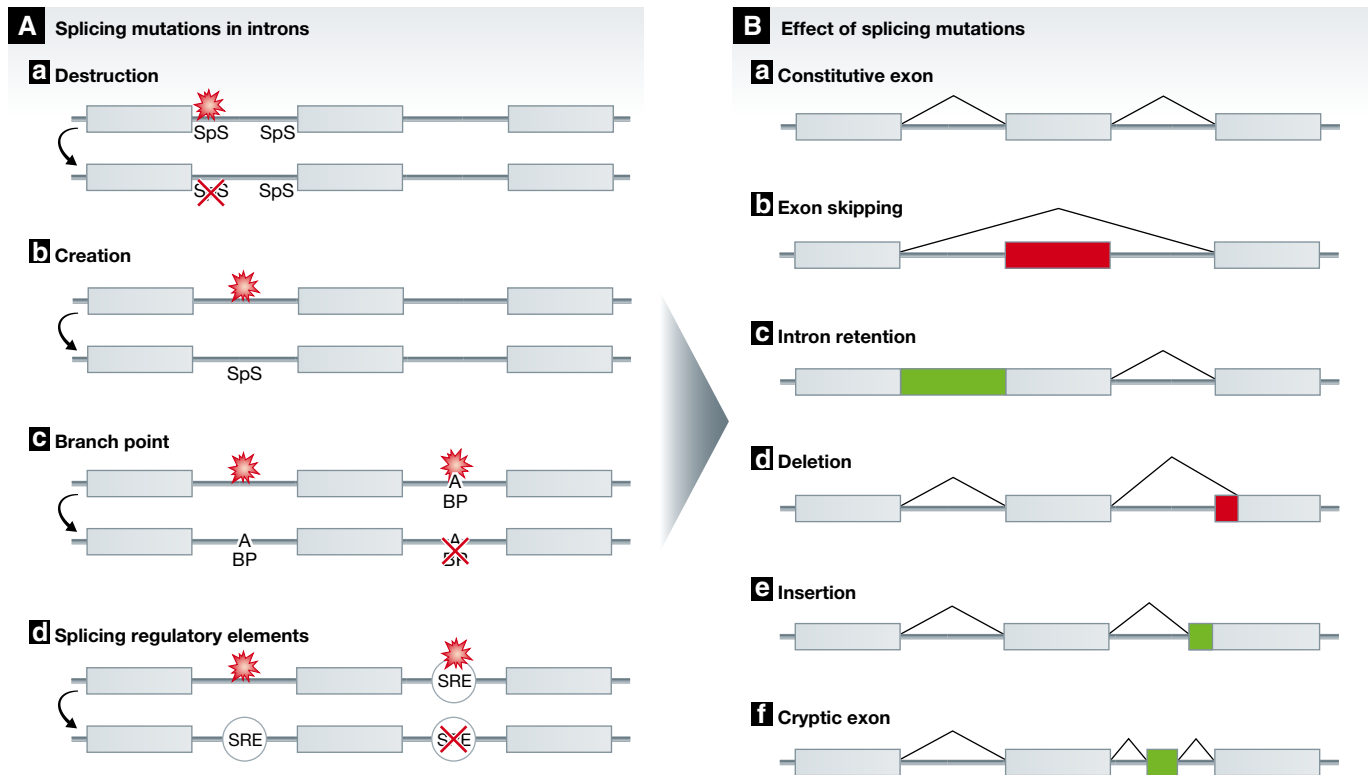 A Splicing mutations in introns
a Destruction
SpS SpS
SpS SpS
b Creation
SpS
c Branch point
A
BP
A A
BP BP
d Splicing regulatory elements
SRE
SRE SRE
B Effect of splicing mutations
a Constitutive exon
b Exon skipping
c Intron retention
d Deletion
e Insertion
f Cryptic exon